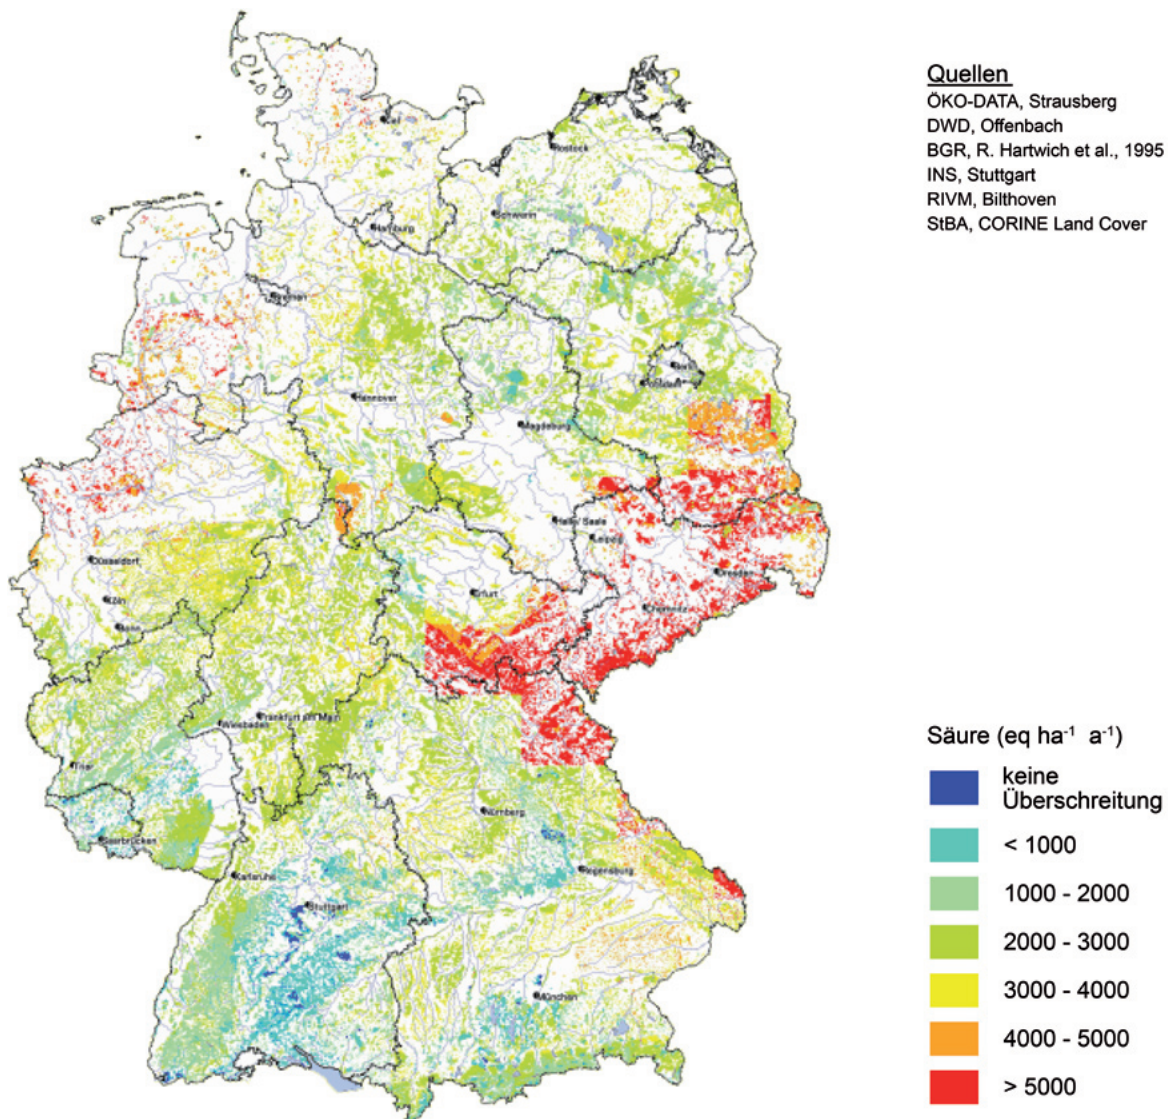 Quellen
ÖKO-DATA, Strausberg
DWD, Offenbach
BGR, R. Hartwich et al., 1995
INS, Stuttgart
RIVM, Bilthoven
StBA, CORINE Land Cover
Kiel
Rostock
Schwerin
Hamburg
Bremen
Berlin
Potsdam
Hannover
Magdeburg
Halle/ Saale
Leipzig
Düsseldorf
Dresden
Köln
Erfurt
Chemnitz
Bonn
Wiesbaden
Frankfurt am Main
Trier
Nürnberg
Saarbrücken
Regensburg
Karlsruhe
Stuttgart
München
Säure (eq ha⁻¹ a⁻¹)
keine
Überschreitung
< 1000
1000 - 2000
2000 - 3000
3000 - 4000
4000 - 5000
> 5000